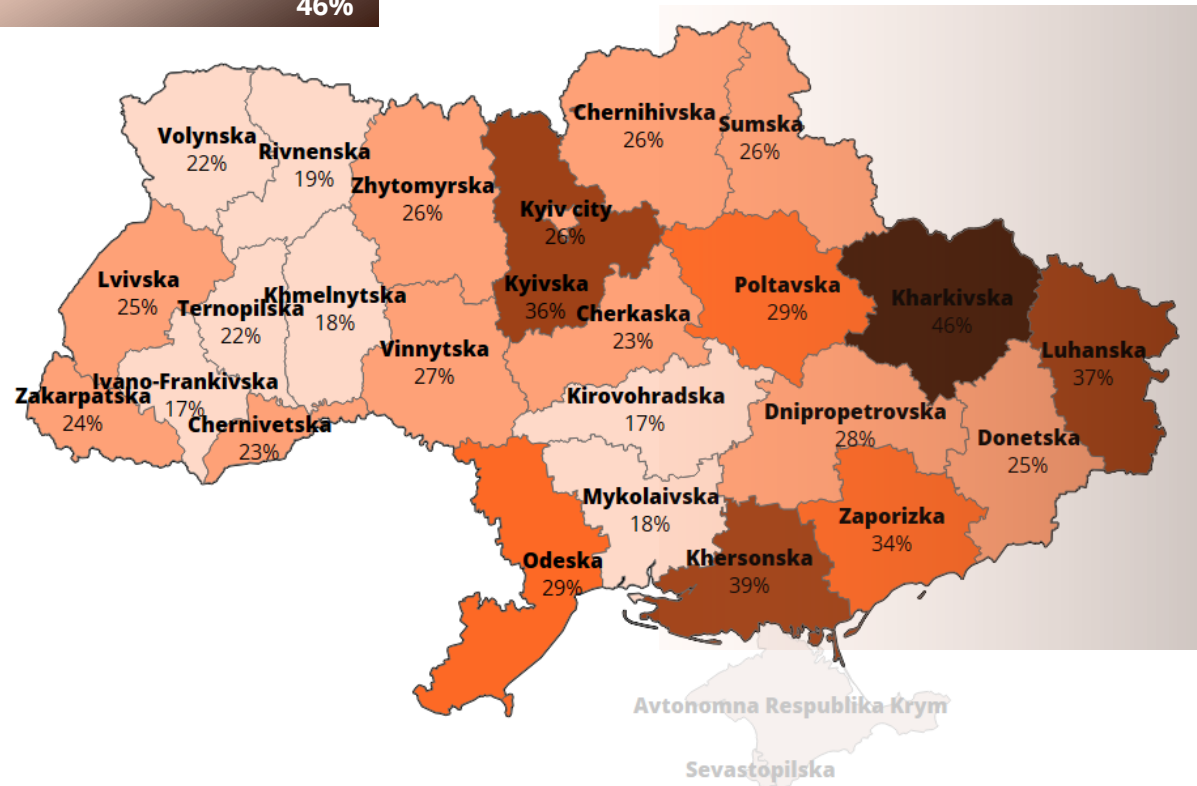 46%
Chernihivska
26%
Sumska
26%
Volynska
22%
Rivnenska
19%
Zhytomyrska
26%
Kyiv city
26%
Lvivska
25%
Ternopilska
22%
Khmelnytska
18%
Kyivska
36%
Cherkaska
23%
Poltavska
29%
Kharkivska
46%
Luhanska
37%
Vinnytska
27%
Ivano-Frankivska
17%
Zakarpatska
24%
Chernivetska
23%
Kirovohradska
17%
Dnipropetrovska
28%
Donetska
25%
Mykolaivska
18%
Zaporizka
34%
Odeska
29%
Khersonska
39%
Avtonomna Respublika Krym
Sevastopilska